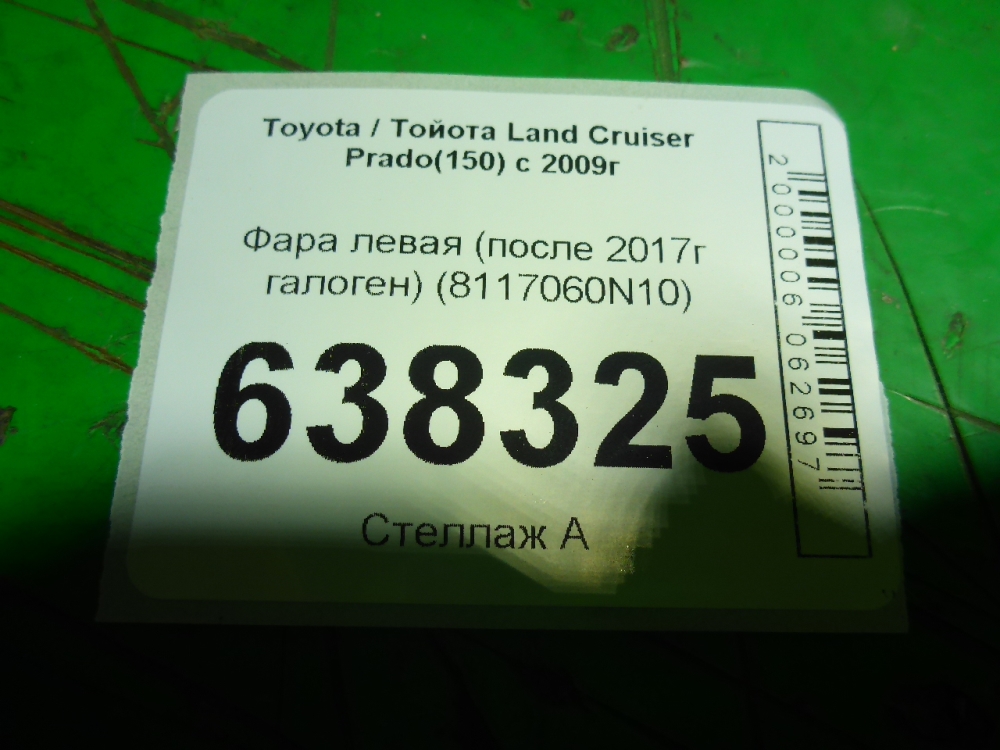 Toyota / Тойота Land Cruiser
Prado(150) с 2009г
Фара левая (после 2017г
галоген) (8117060N10)
638325
Стеллаж А
2000006062697